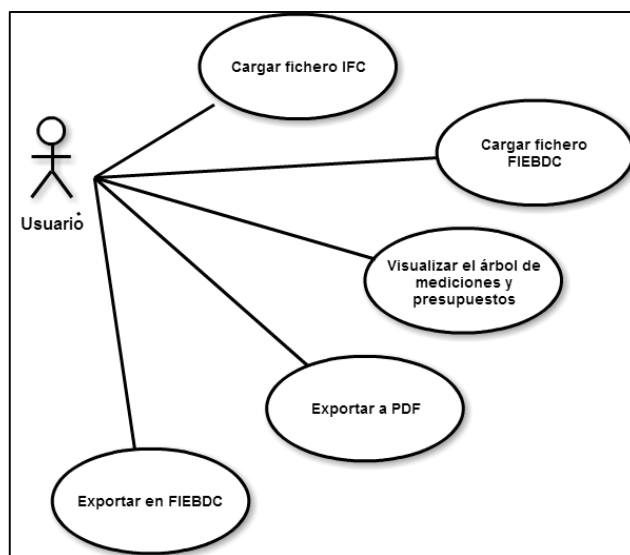 Cargar fichero IFC
Cargar fichero
FIEBDC
Usuario
Visualizar el árbol de
mediciones y
presupuestos
Exportar a PDF
Exportar en FIEBDC